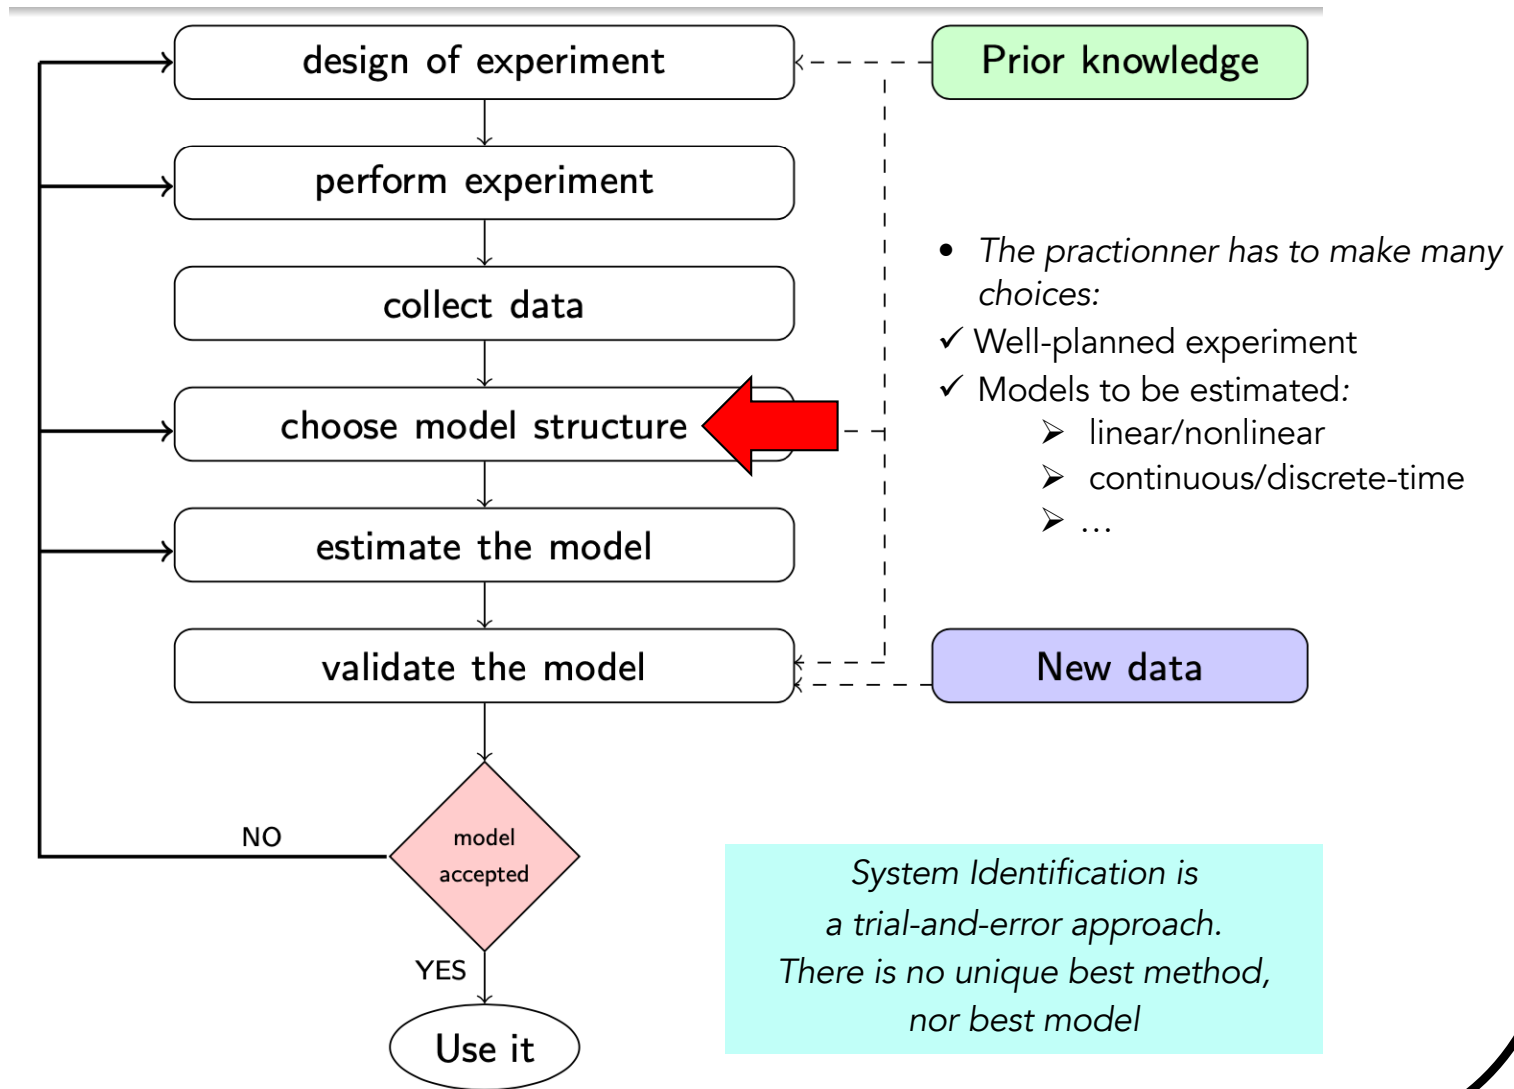 design of experiment
Prior knowledge
perform experiment
collect data
choose model structure
estimate the model
validate the model
New data
• The practionner has to make many
choices:
✓ Well-planned experiment
✓ Models to be estimated:
➢ linear/nonlinear
➢ continuous/discrete-time
➢ ...
NO
model
accepted
YES
Use it
System Identification is
a trial-and-error approach.
There is no unique best method,
nor best model